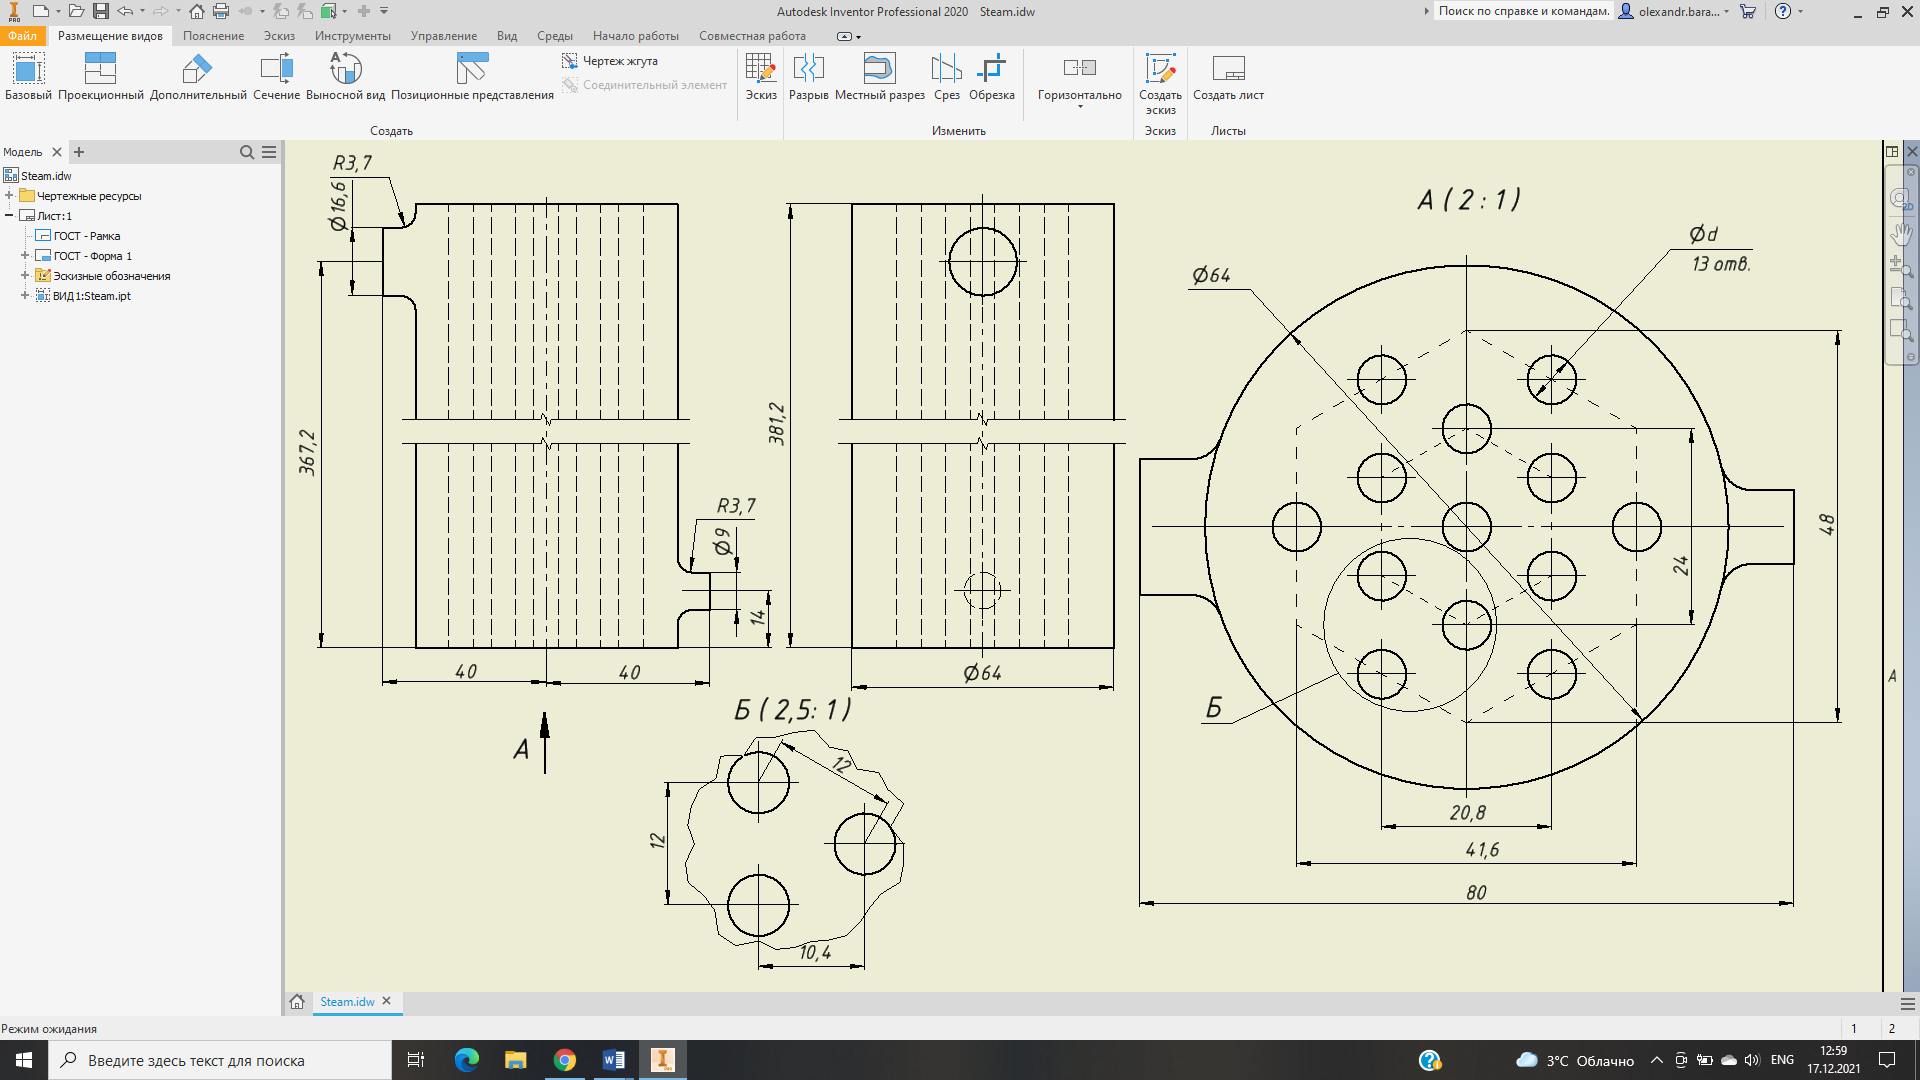 PRO
Autodesk Inventor Professional 2020 Steam.idw
Поиск по справке и командам.
olexandr.bara...
Файл
Размещение видов
Пояснение
Эскиз
Инструменты
Управление
Вид
Среды
Начало работы
Совместная работа
Базовый
Проекционный
Дополнительный
Сечение
Выносной вид
Позиционные представления
Чертеж жгута
Соединительный элемент
Эскиз
Разрыв
Местный разрез
Срез
Обрезка
Горизонтально
Создать эскиз
Создать лист
Создать
Изменить
Эскиз
Листы
Модель
Steam.idw
Чертежные ресурсы
Лист:1
ГОСТ - Рамка
ГОСТ - Форма 1
Эскизные обозначения
ВИД1:Steam.ipt
R3,7
Ø16,6
367,2
R3,7
Ø9
14
40
40
А
381,2
Ø64
Б ( 2,5: 1 )
12
12
10,4
А ( 2 : 1 )
Ød
13 отв.
Ø64
48
24
Б
20,8
41,6
80
А
2D
Steam.idw
Режим ожидания
1
2
Введите здесь текст для поиска
3°C Облачно
ENG
12:59
17.12.2021